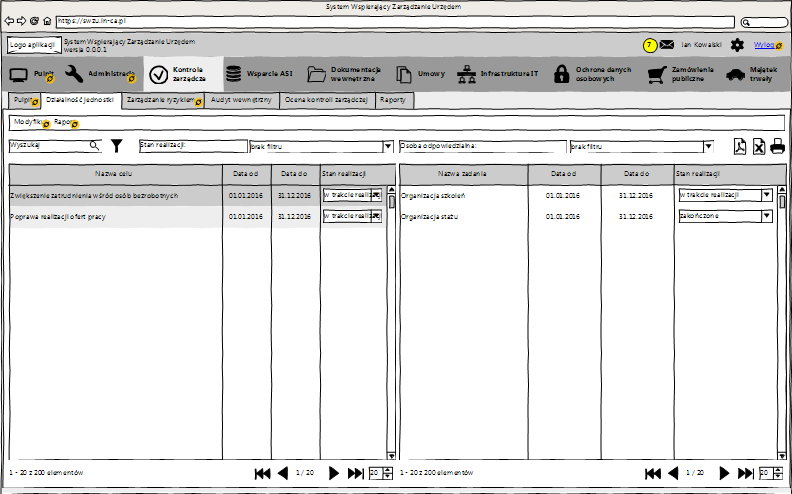 System Wspierający Zarządzanie Urzędem
https://swzu.in-ca.pl
Logo aplikacji
System Wspierający Zarządzanie Urzędem
wersja 0.0.0.1
7
Jan Kowalski
Wyloguj
Pulpit
Administracja
Kontrola
zarządcza
Wsparcie ASI
Dokumentacja
wewnętrzna
Umowy
Infrastruktura IT
Ochrona danych
osobowych
Zamówienia
publiczne
Majątek
trwały
Pulpit
Działalność jednostki
Zarządzanie ryzykiem
Audyt wewnętrzny
Ocena kontroli zarządczej
Raporty
Modyfikuj
Raport
Wyszukaj
Stan realizacji:
brak filtru
Osoba odpowiedzialna:
brak filtru
Nazwa celu
Data od
Data do
Stan realizacji
Nazwa zadania
Data od
Data do
Stan realizacji
Zwiększenie zatrudnienia wśród osób bezrobotnych
01.01.2016
31.12.2016
w trakcie realizacji
Organizacja szkoleń
01.01.2016
31.12.2016
w trakcie realizacji
Poprawa realizacji ofert pracy
01.01.2016
31.12.2016
w trakcie realizacji
Organizacja stażu
01.01.2016
31.12.2016
zakończone
1 - 20 z 200 elementów
1 / 20
20
1 - 20 z 200 elementów
1 / 20
20